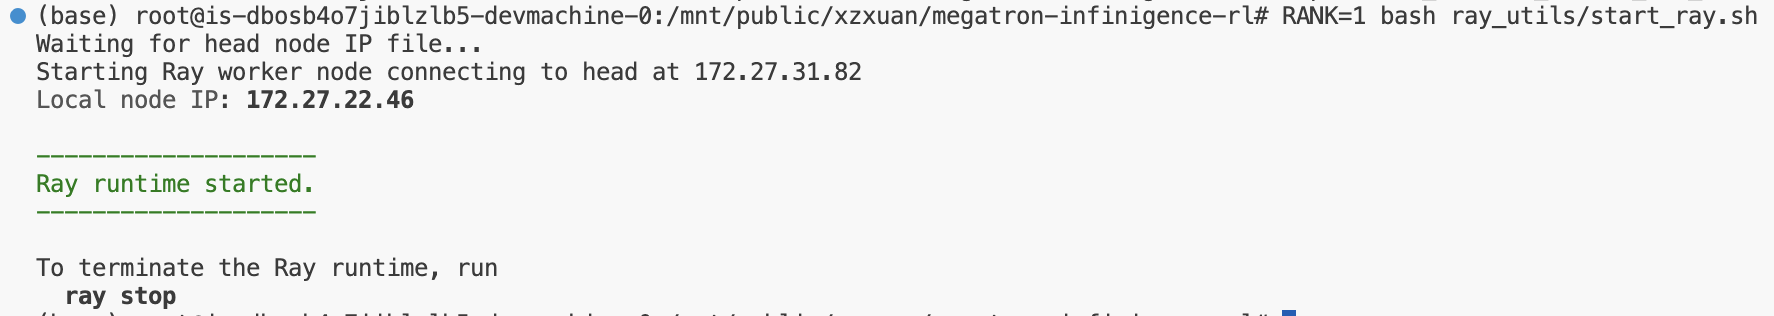 (base) root@is-dbosb4o7jiblzlb5-devmachine-0:/mnt/public/xzxuan/megatron-infinigence-rl# RANK=1 bash ray_utils/start_ray.sh
Waiting for head node IP file...
Starting Ray worker node connecting to head at 172.27.31.82
Local node IP: 172.27.22.46
--------------------
Ray runtime started.
--------------------
To terminate the Ray runtime, run
ray stop